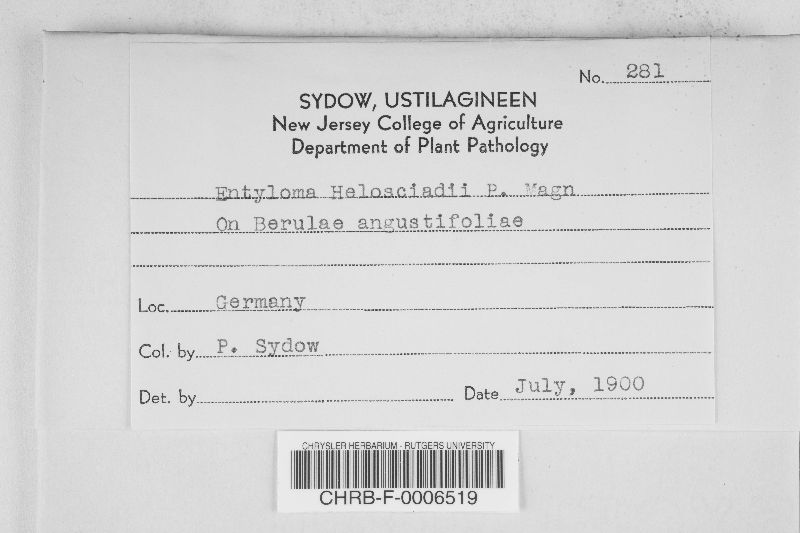 No. 281
SYDOW, USTILAGINEEN
New Jersey College of Agriculture
Department of Plant Pathology
Entyloma Helosciadii P. Magn
On Berulae angustifoliae
Loc. Germany
Col. by P. Sydow
Det. by Date July, 1900
CHRYSLER HERBARIUM - RUTGERS UNIVERSITY
CHRB-F-0006519